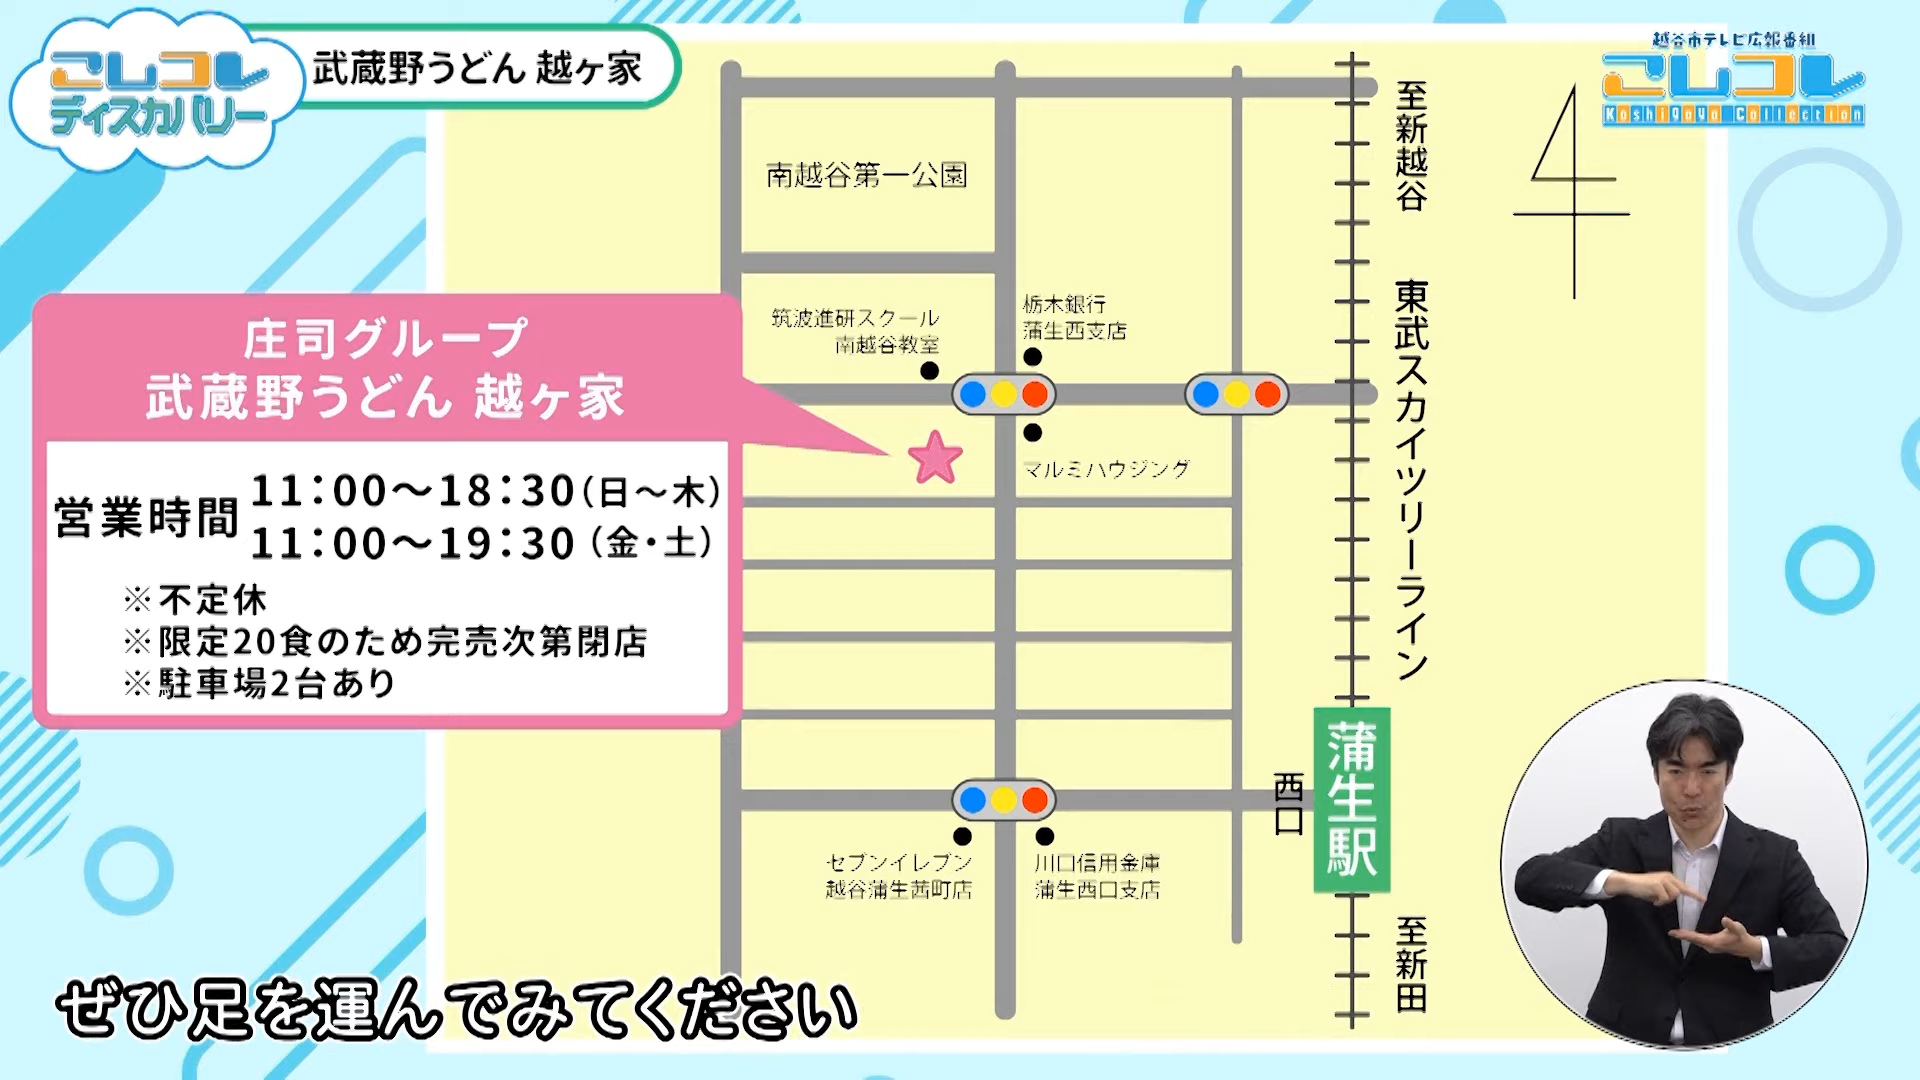 こしコレ
ディスカバリー
武蔵野うどん 越ヶ家
越谷市テレビ広報番組
こしコレ
Koshigaya Collection
至新越谷
南越谷第一公園
筑波進研スクール
南越谷教室
栃木銀行
蒲生西支店
東武スカイツリーライン
庄司グループ
武蔵野うどん 越ヶ家
マルミハウジング
営業時間
11:00〜18:30(日〜木)
11:00〜19:30(金・土)
※不定休
※限定20食のため完売次第閉店
※駐車場2台あり
蒲生駅
西口
セブンイレブン
越谷蒲生茜町店
川口信用金庫
蒲生西口支店
至新田
ぜひ足を運んでみてください